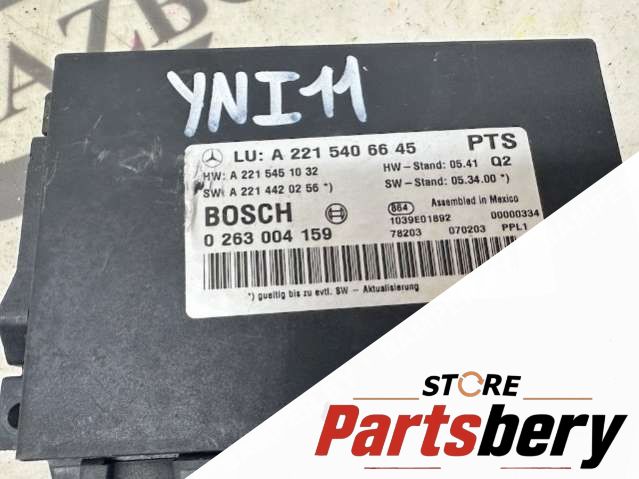 РАЗБО
YNI11
LU: A 221 540 66 45 PTS
HW: A 221 545 10 32 HW-Stand: 05.41 Q2
SW: A 221 442 02 56 *) SW-Stand: 05.34.00 *)
BOSCH 864 Assembled in Mexico
1039E01892 00000334
0 263 004 159 78203 070203 PPL1
*) gueltig bis zu evtl. SW - Aktualisierung
STORE
Partsbery